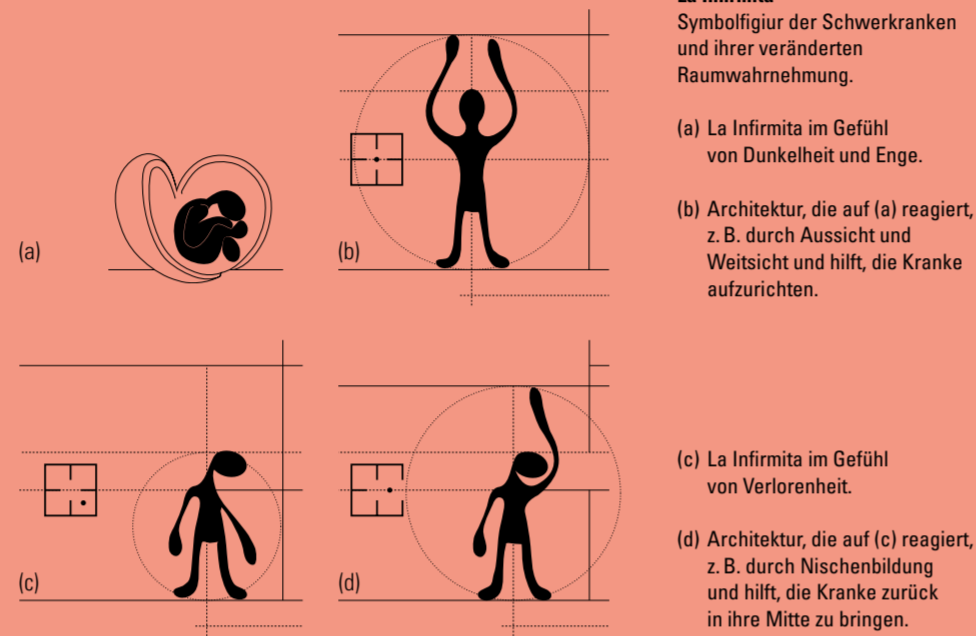 Symbolfigiur der Schwerkranken
und ihrer veränderten
Raumwahrnehmung.
(a) La Infirmita im Gefühl
von Dunkelheit und Enge.
(b) Architektur, die auf (a) reagiert,
z. B. durch Aussicht und
Weitsicht und hilft, die Kranke
aufzurichten.
(a)
(b)
(c) La Infirmita im Gefühl
von Verlorenheit.
(d) Architektur, die auf (c) reagiert,
z. B. durch Nischenbildung
und hilft, die Kranke zurück
in ihre Mitte zu bringen.
(c)
(d)